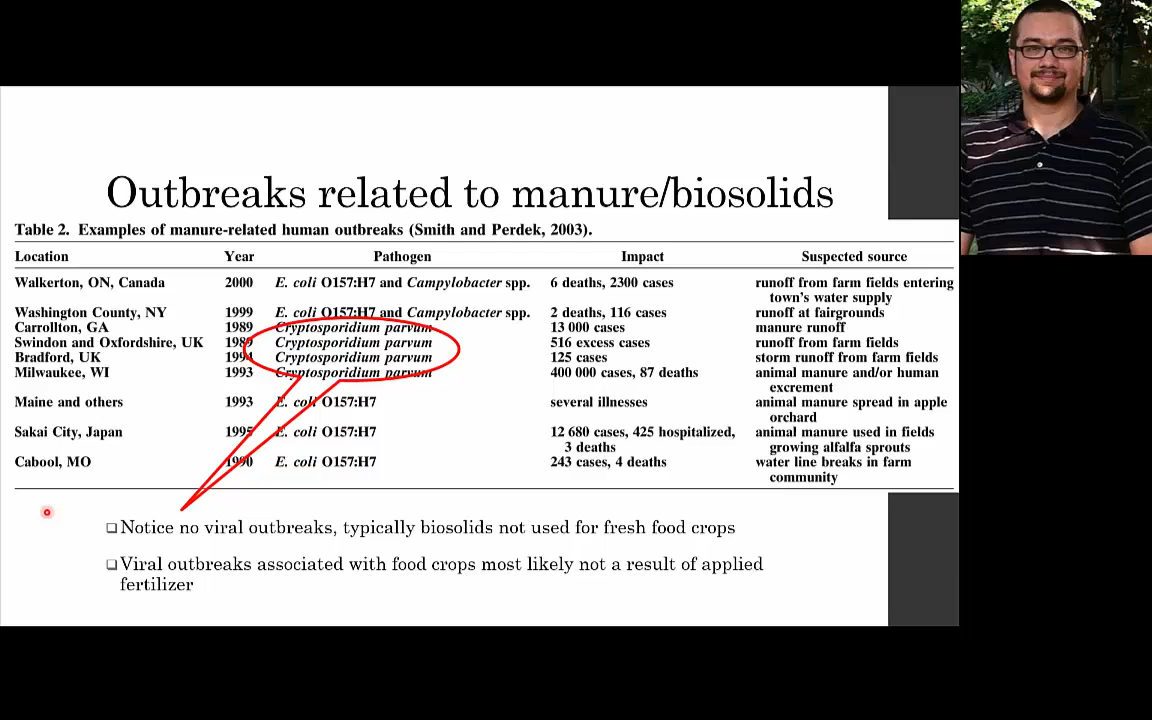 Outbreaks related to manure/biosolids
Table 2. Examples of manure-related human outbreaks (Smith and Perdek, 2003).
Location Year Pathogen Impact Suspected source
Walkerton, ON, Canada 2000 E. coli O157:H7 and Campylobacter spp. 6 deaths, 2300 cases runoff from farm fields entering
town's water supply
Washington County, NY 1999 E. coli O157:H7 and Campylobacter spp. 2 deaths, 116 cases runoff at fairgrounds
Carrollton, GA 1989 Cryptosporidium parvum 13 000 cases manure runoff
Swindon and Oxfordshire, UK 1989 Cryptosporidium parvum 516 excess cases runoff from farm fields
Bradford, UK 1994 Cryptosporidium parvum 125 cases storm runoff from farm fields
Milwaukee, WI 1993 Cryptosporidium parvum 400 000 cases, 87 deaths animal manure and/or human
excrement
Maine and others 1993 E. coli O157:H7 several illnesses animal manure spread in apple
orchard
Sakai City, Japan 1995 E. coli O157:H7 12 680 cases, 425 hospitalized, animal manure used in fields
3 deaths growing alfalfa sprouts
Cabool, MO 1990 E. coli O157:H7 243 cases, 4 deaths water line breaks in farm
community
Notice no viral outbreaks, typically biosolids not used for fresh food crops
Viral outbreaks associated with food crops most likely not a result of applied
fertilizer